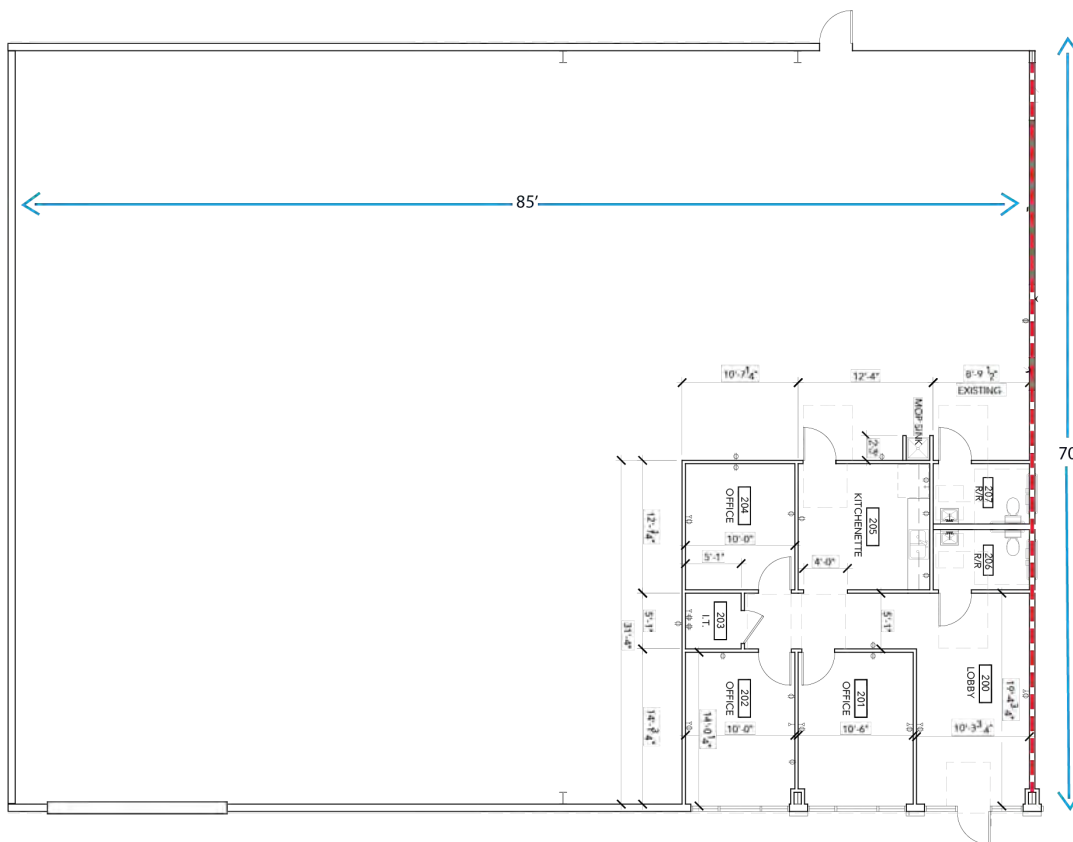 85'
70
10'-7 1/4"
12'-4"
8'-9 1/2"
EXISTING
MOP SINK
204
OFFICE
10'-0"
205
KITCHENETTE
207
R/R
206
R/R
12'-1/4"
5'-1"
4'-0"
203
I.T.
5'-1"
5'-1"
31'-4"
202
OFFICE
10'-0"
201
OFFICE
10'-6"
200
LOBBY
19'-4 3/4"
10'-3 3/4"
14'-1 3/4"
14'-0 1/4"